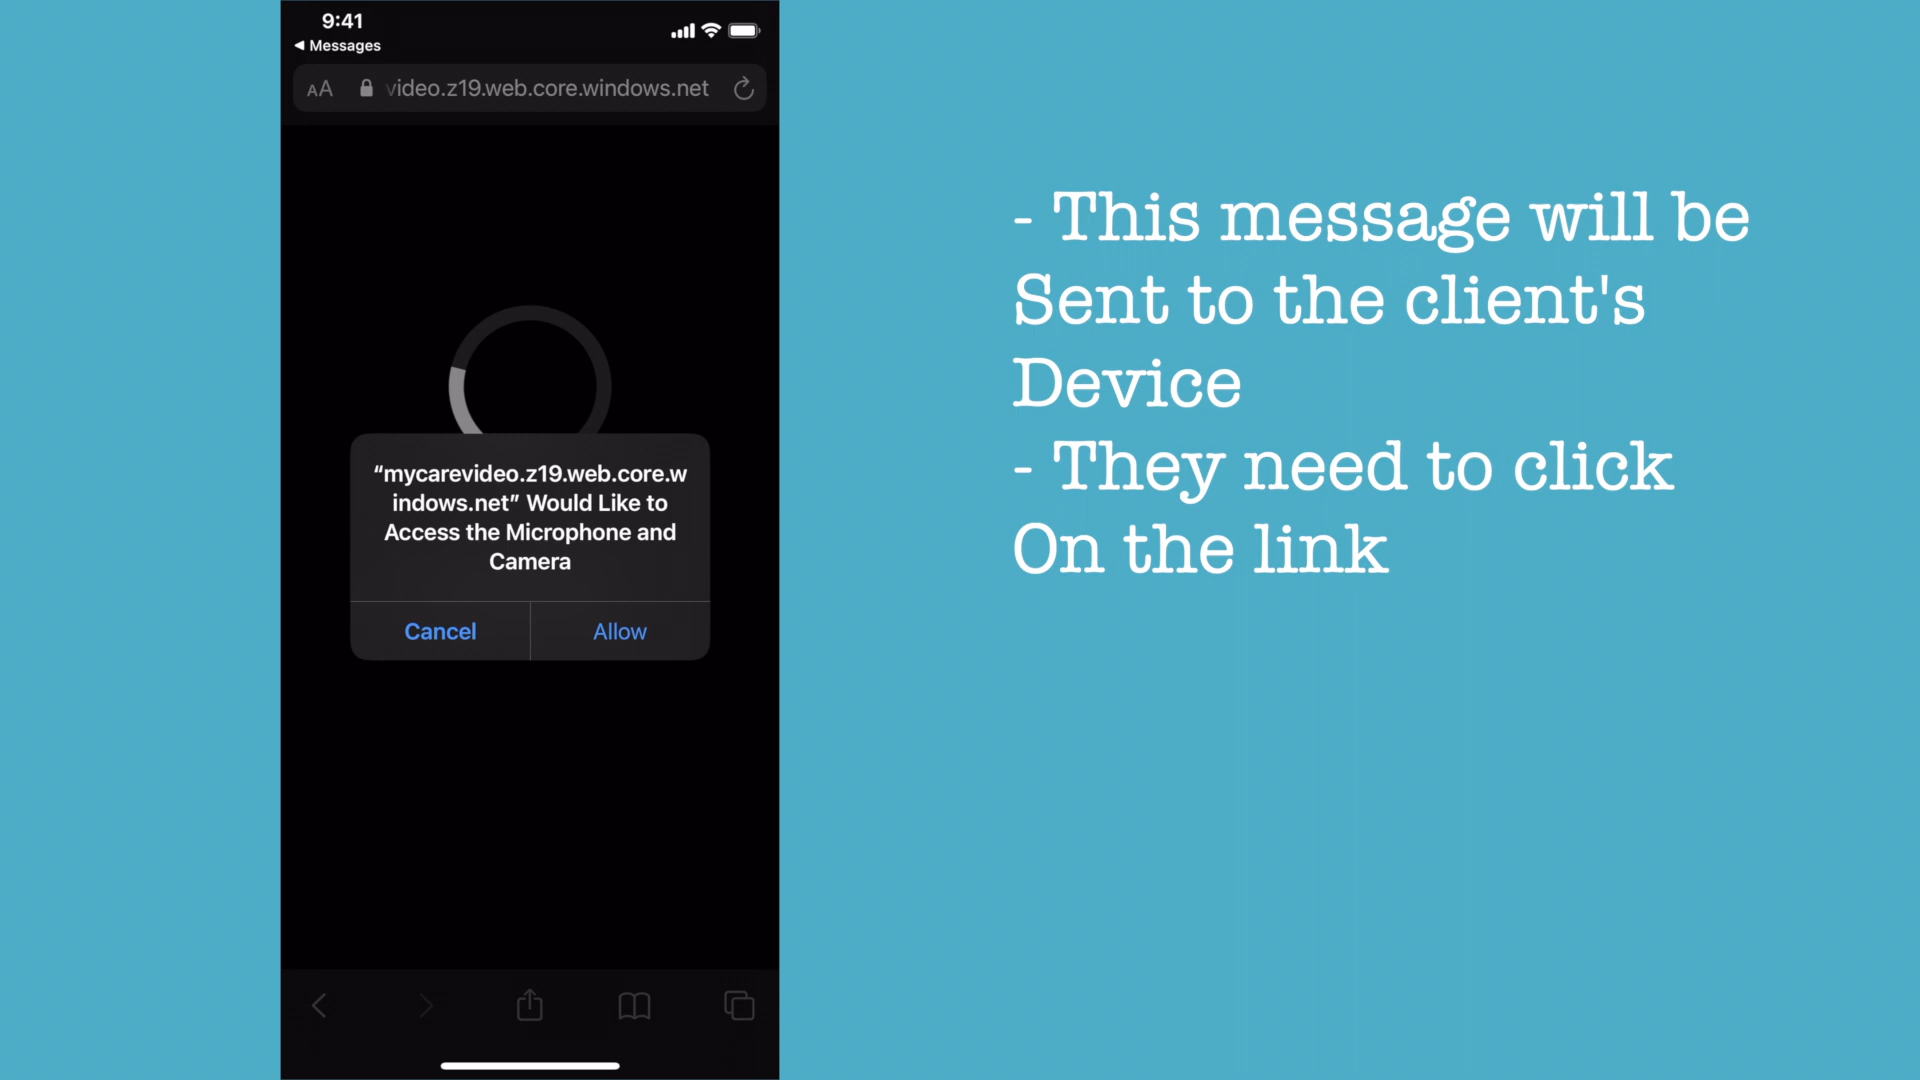 9:41
◀ Messages
AA video.z19.web.core.windows.net
“mycarevideo.z19.web.core.w
indows.net” Would Like to
Access the Microphone and
Camera
Cancel
Allow
- This message will be
Sent to the client's
Device
- They need to click
On the link